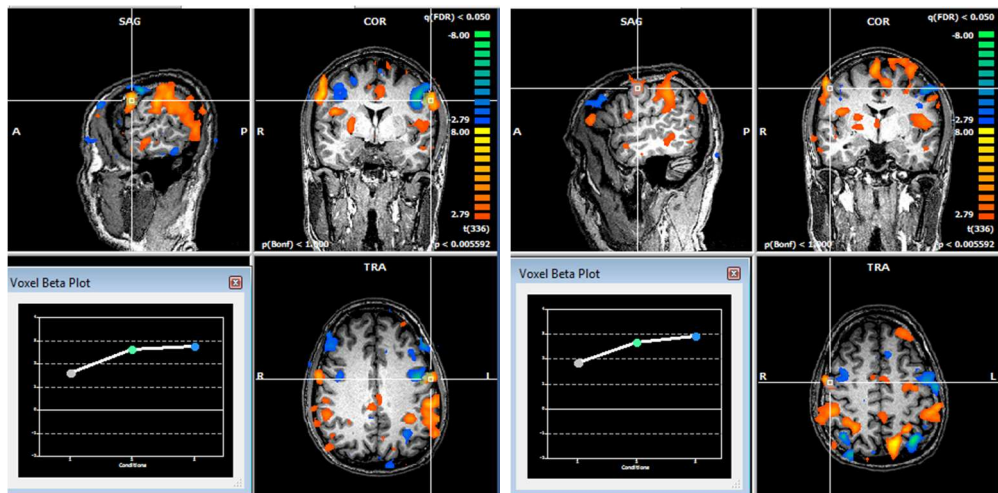 SAG
COR
q(FDR) < 0.050
-8.00
A
P
R
-2.79
8.00
2.79
t(336)
p(Bonf) < 1.000
p < 0.005592
Voxel Beta Plot
Conditions
TRA
R
L
SAG
COR
q(FDR) < 0.050
-8.00
A
P
R
-2.79
8.00
2.79
t(336)
p(Bonf) < 1.000
p < 0.005592
Voxel Beta Plot
Conditions
TRA
R
L